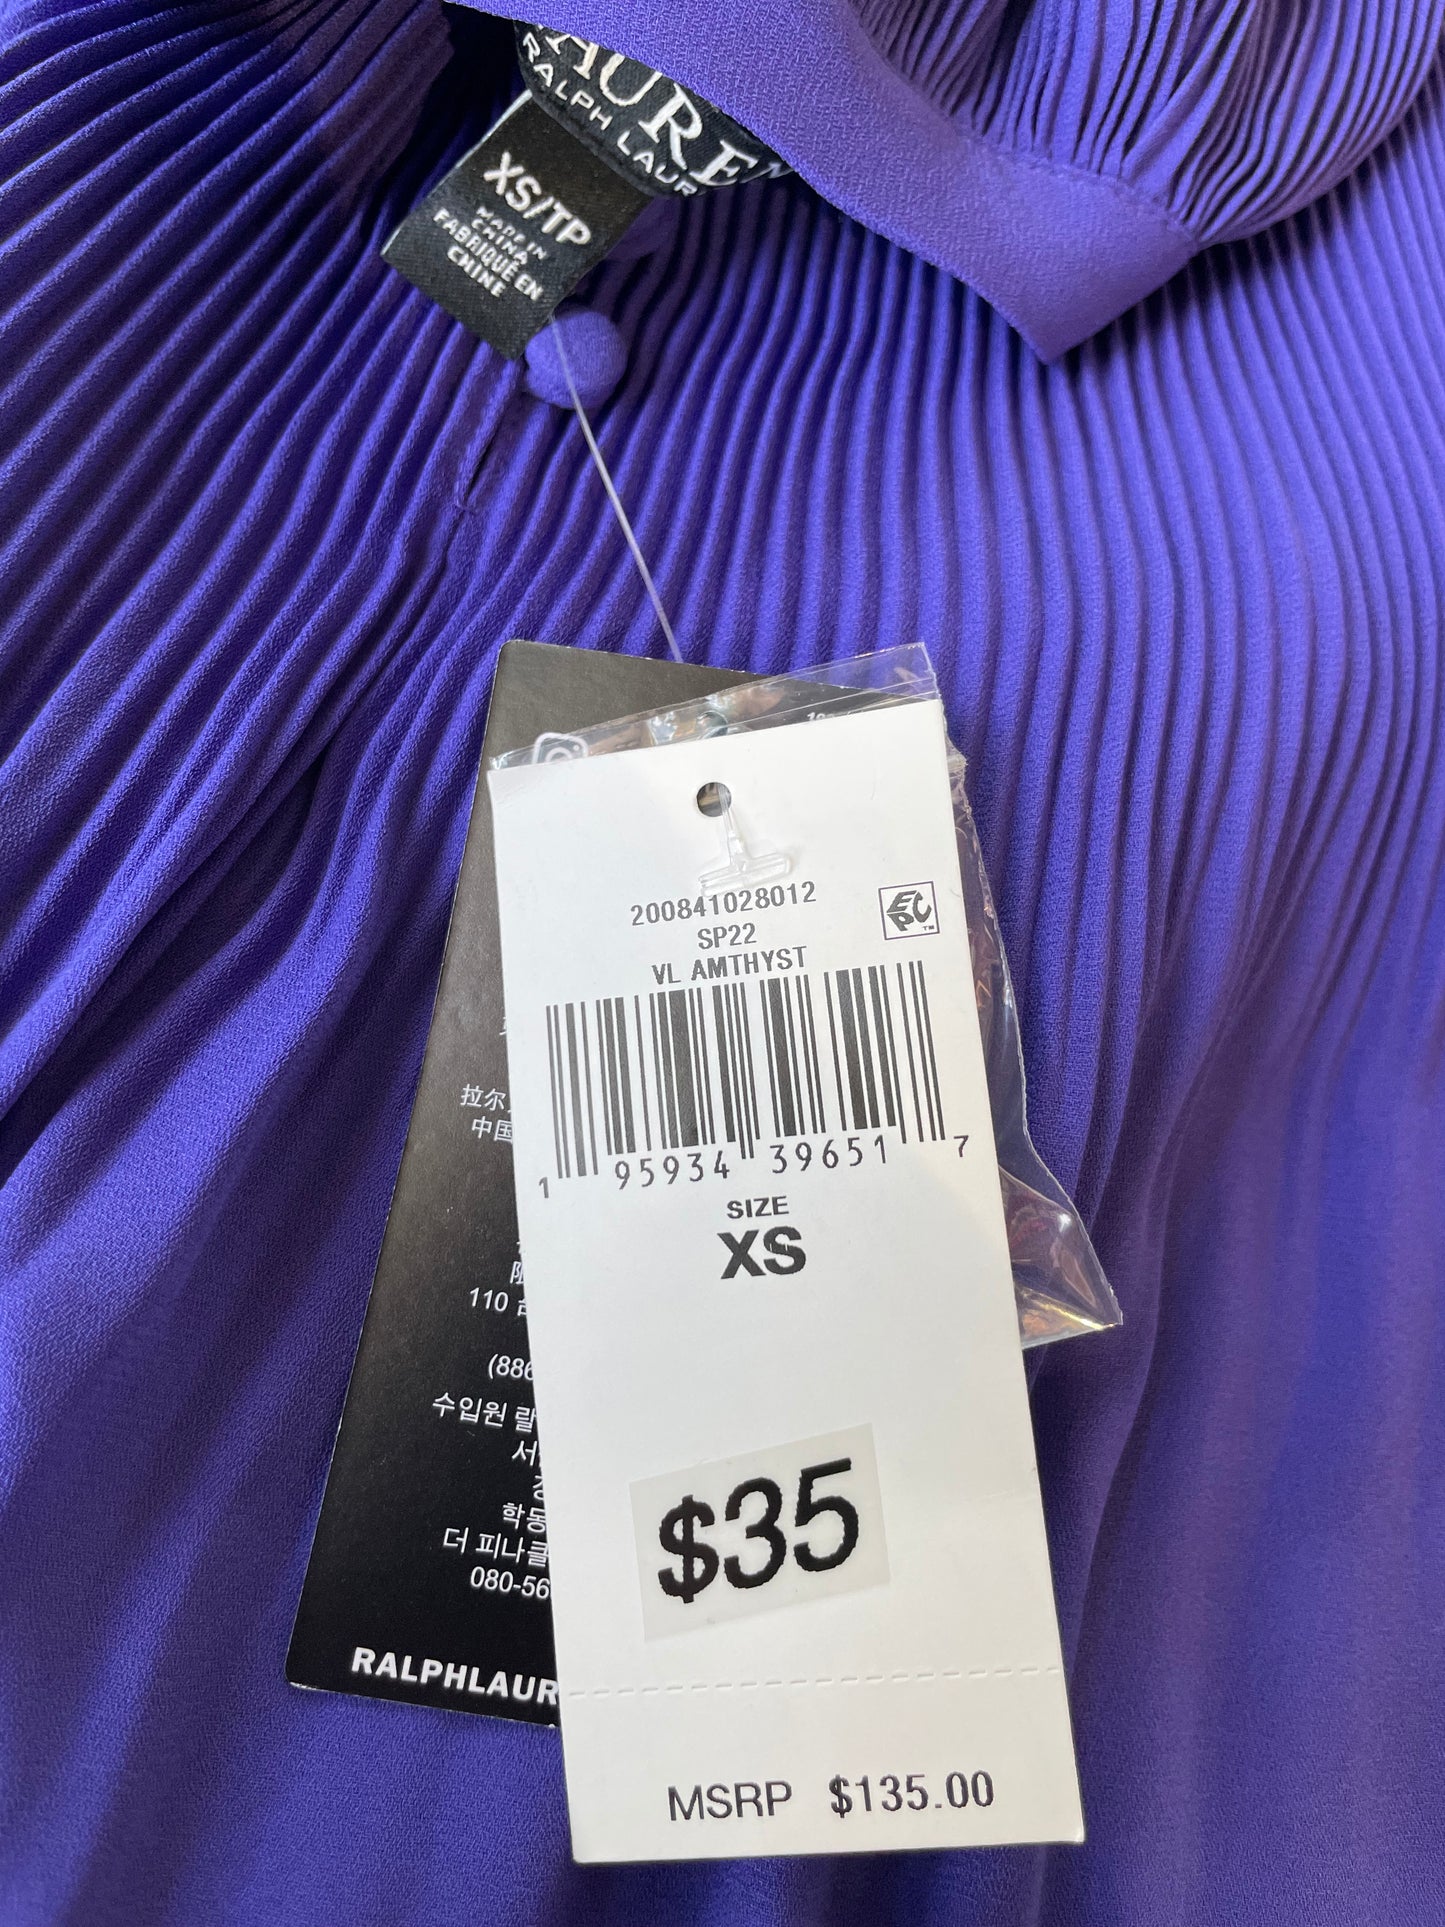 RALPH LAUR
XS/TP
MADE IN
CHINA
FABRIQUÉ EN
CHINE
200841028012
SP22
VL AMTHYST
EPC
1 95934 39651 7
SIZE
XS
拉尔
中国
110
(886
수입원 랄
서
학동
더 피나클
080-56
$35
RALPHLAUR
MSRP $135.00